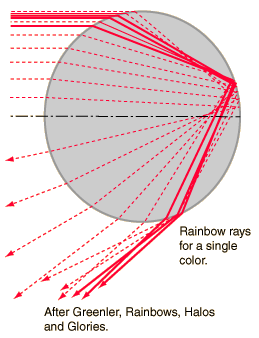 Rainbow rays
for a single
color.
After Greenler, Rainbows, Halos
and Glories.